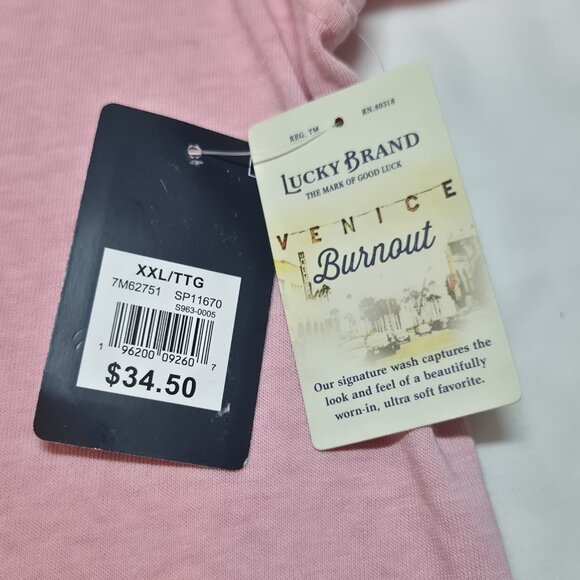 XXL/TTG
7M62751 SP11670
S963-0005
1 96200 09260 7
$34.50
REG. TM RN.80318
LUCKY BRAND
THE MARK OF GOOD LUCK
VENICE
Burnout
Our signature wash captures the
look and feel of a beautifully
worn-in, ultra soft favorite.